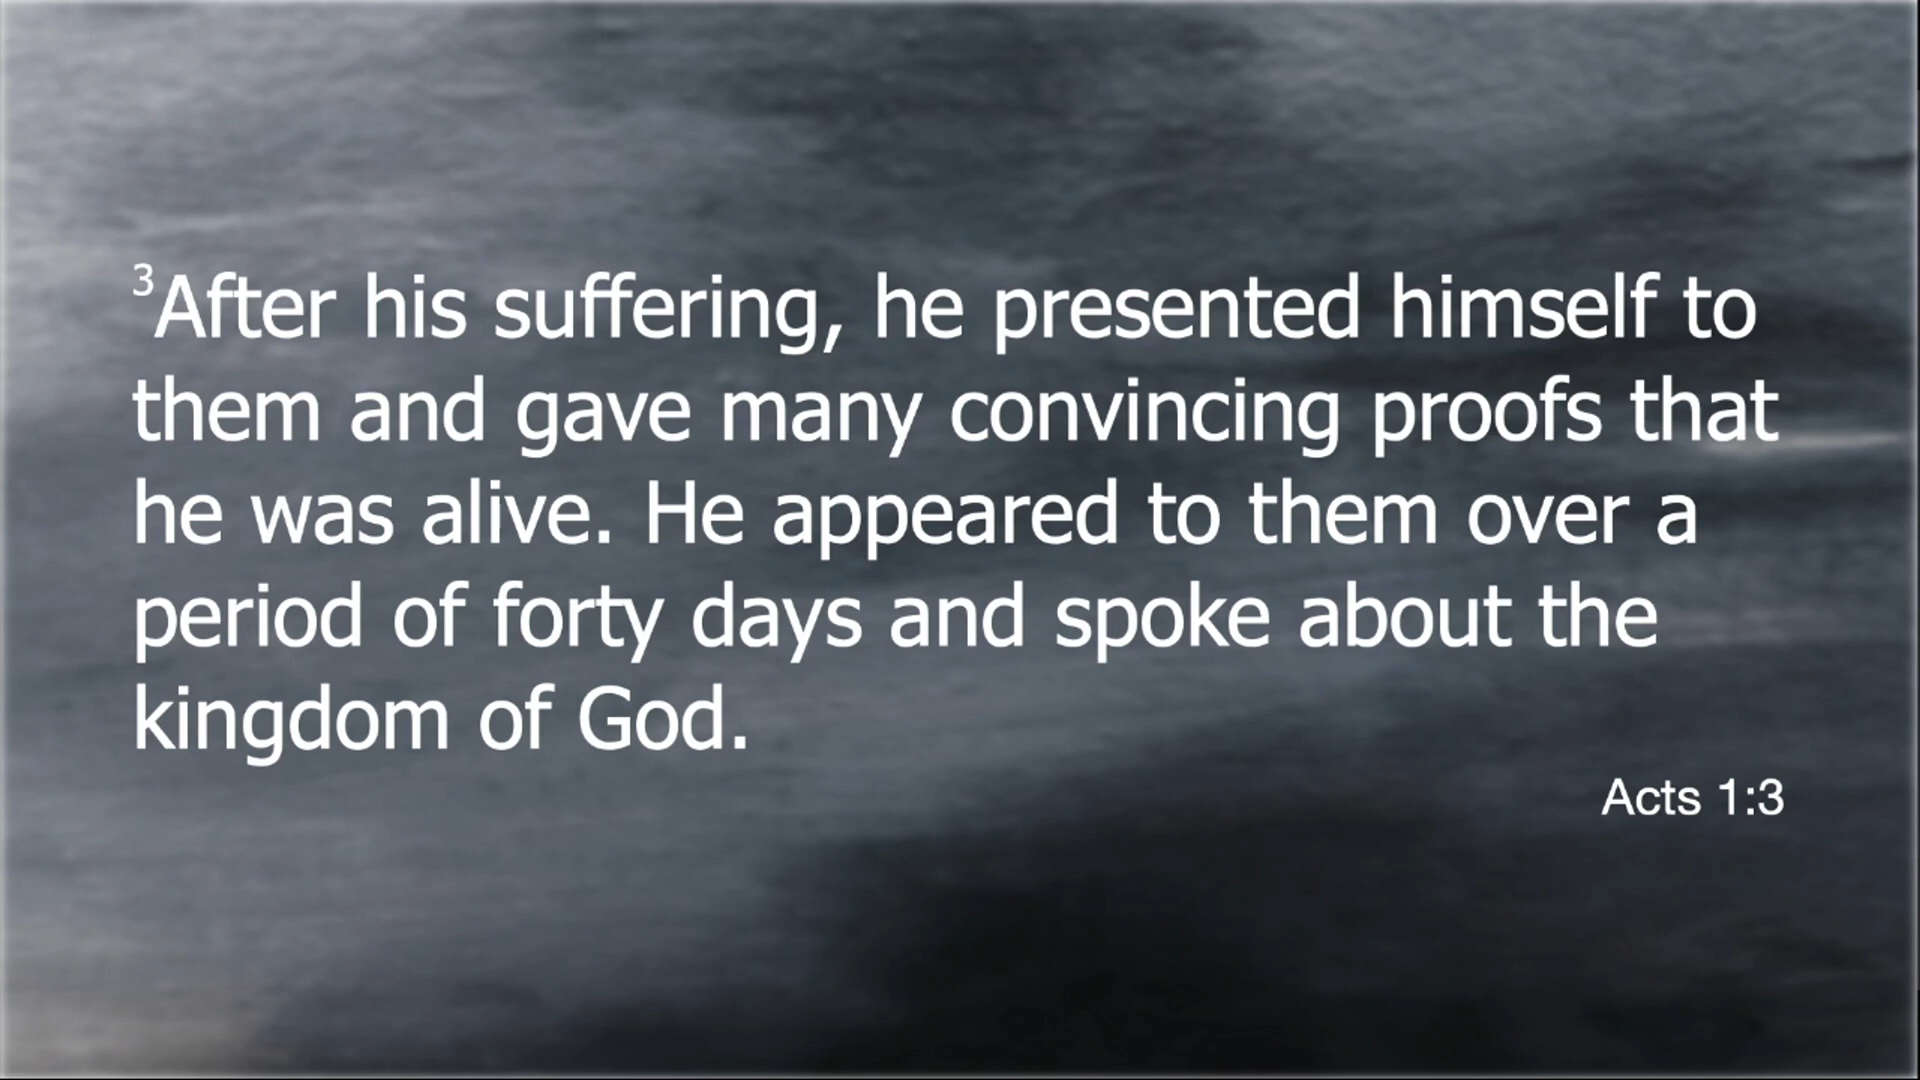 ³After his suffering, he presented himself to
them and gave many convincing proofs that
he was alive. He appeared to them over a
period of forty days and spoke about the
kingdom of God.
Acts 1:3